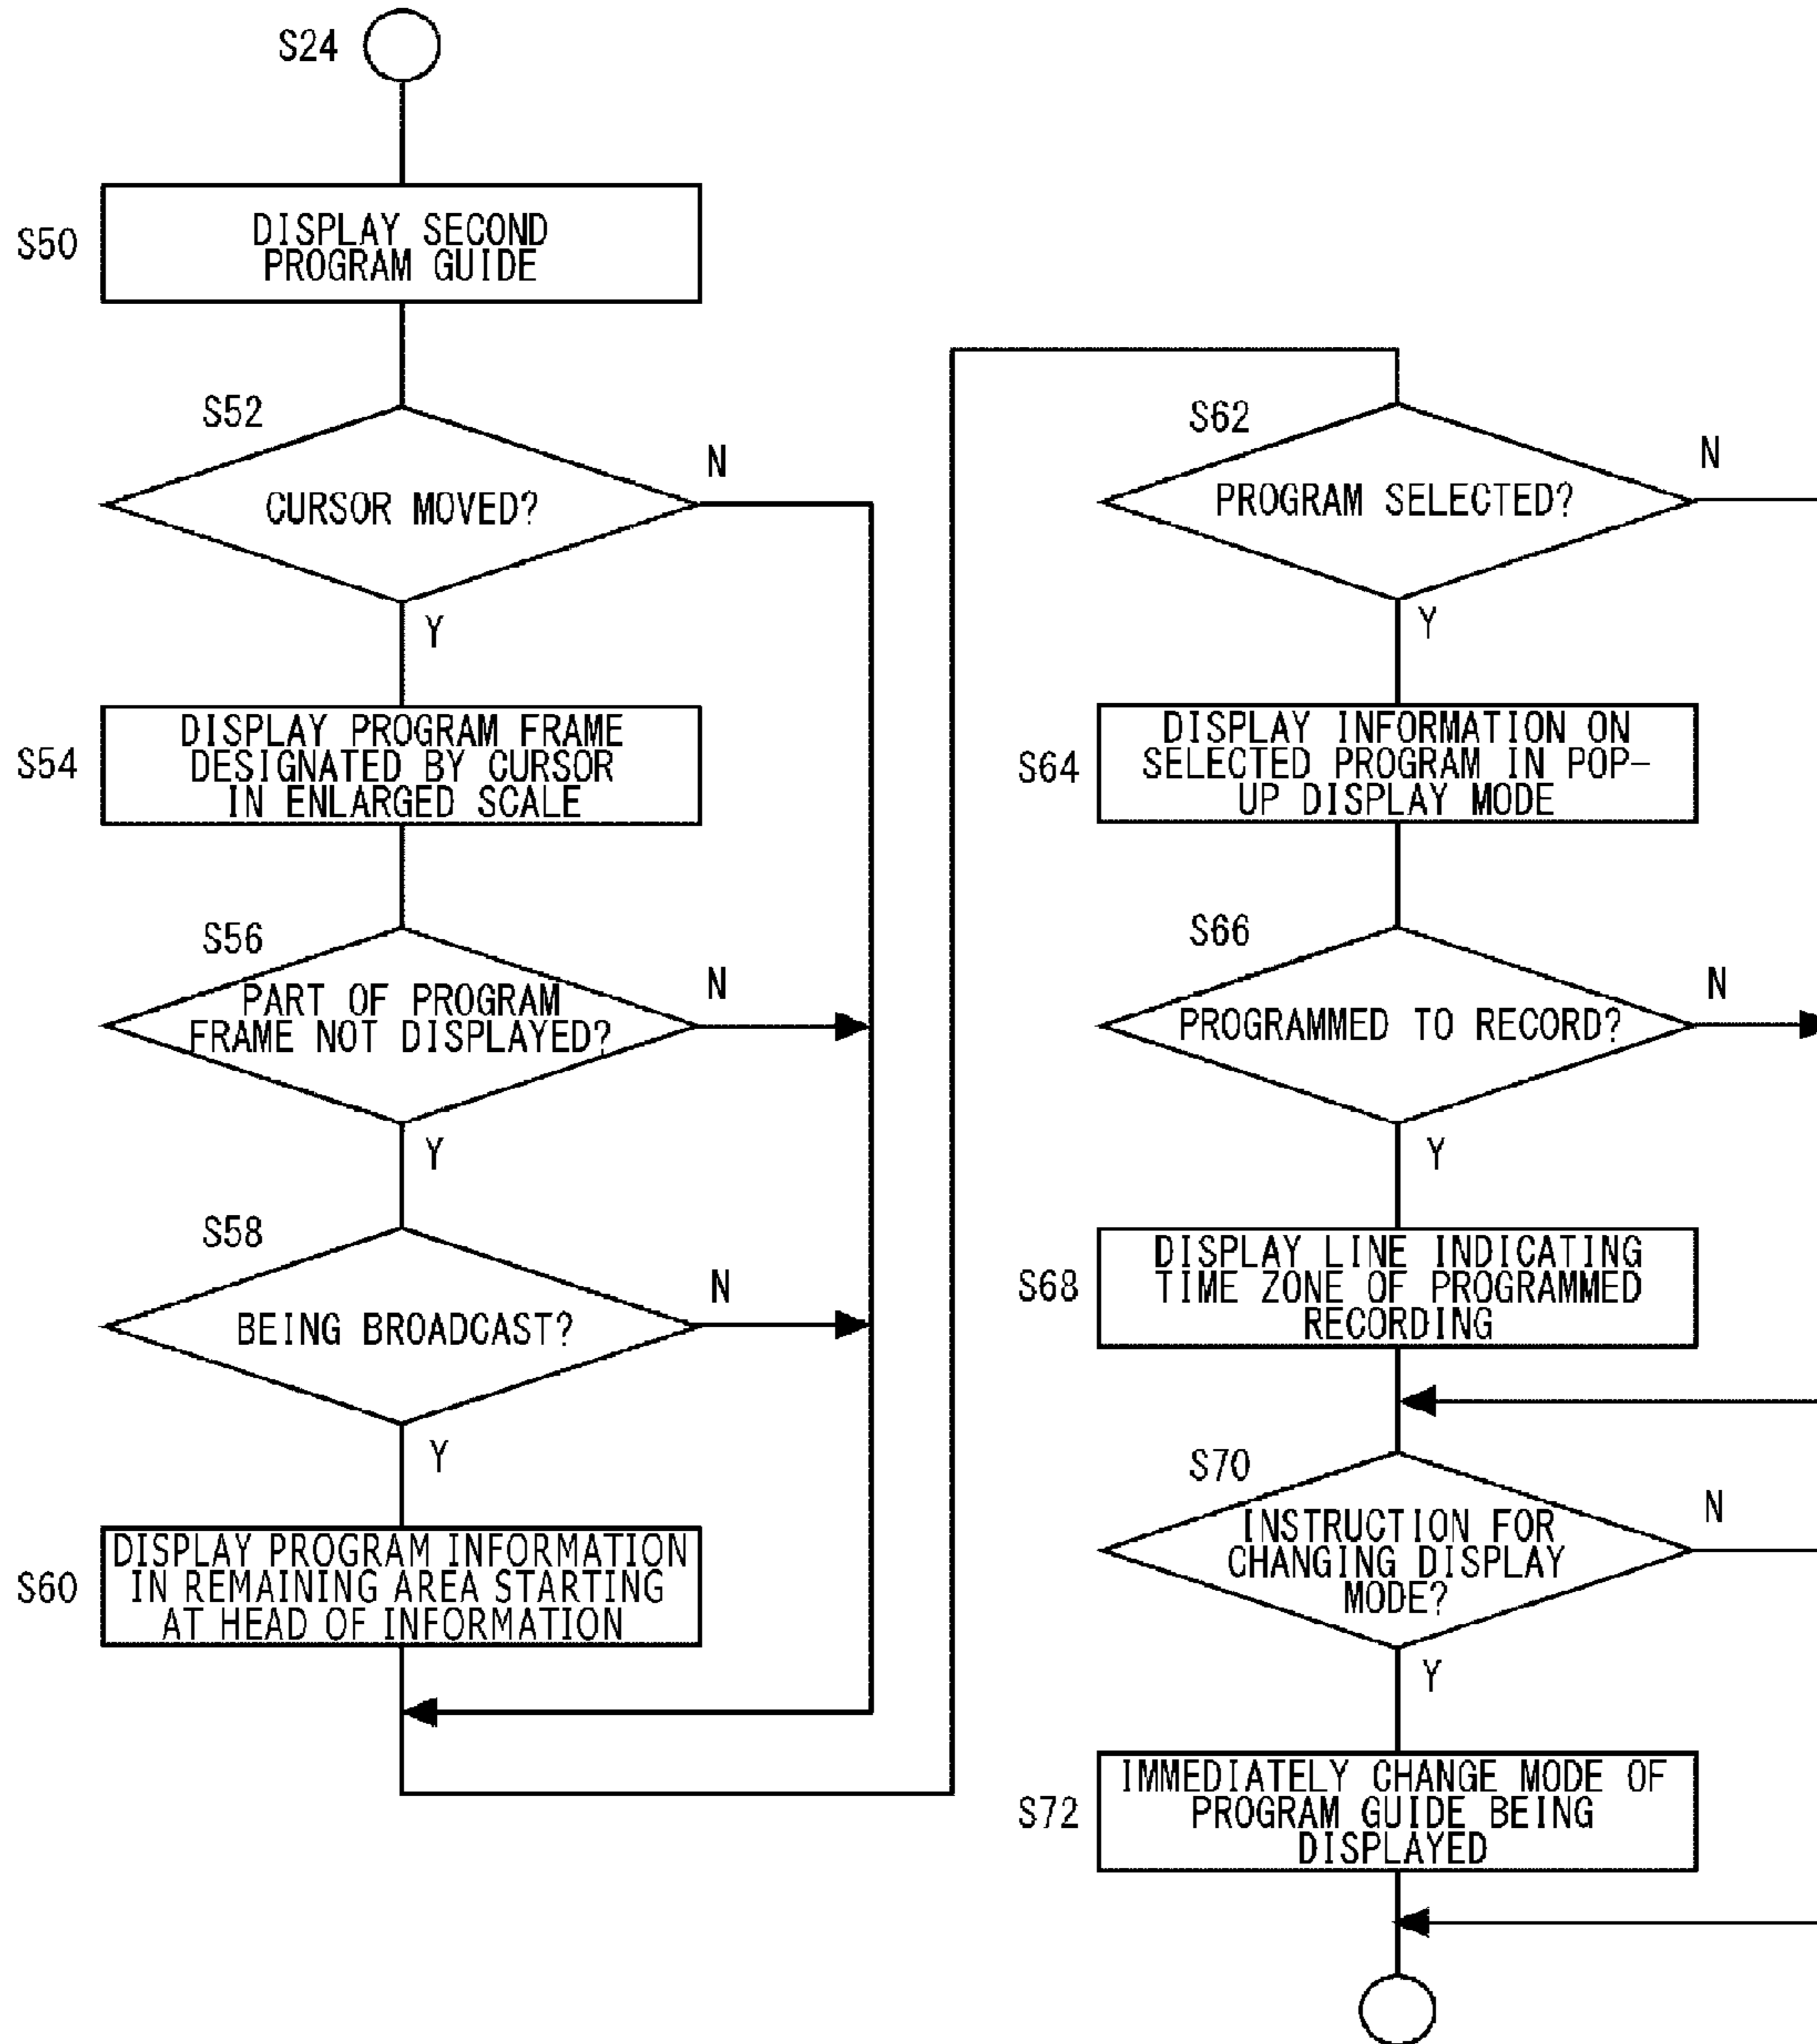 S24
S50
DISPLAY SECOND
PROGRAM GUIDE
S52
N
CURSOR MOVED?
Y
S54
DISPLAY PROGRAM FRAME
DESIGNATED BY CURSOR
IN ENLARGED SCALE
S56
N
PART OF PROGRAM
FRAME NOT DISPLAYED?
Y
S58
N
BEING BROADCAST?
Y
S60
DISPLAY PROGRAM INFORMATION
IN REMAINING AREA STARTING
AT HEAD OF INFORMATION
S62
N
PROGRAM SELECTED?
Y
S64
DISPLAY INFORMATION ON
SELECTED PROGRAM IN POP-
UP DISPLAY MODE
S66
N
PROGRAMMED TO RECORD?
Y
S68
DISPLAY LINE INDICATING
TIME ZONE OF PROGRAMMED
RECORDING
S70
N
INSTRUCTION FOR
CHANGING DISPLAY
MODE?
Y
S72
IMMEDIATELY CHANGE MODE OF
PROGRAM GUIDE BEING
DISPLAYED